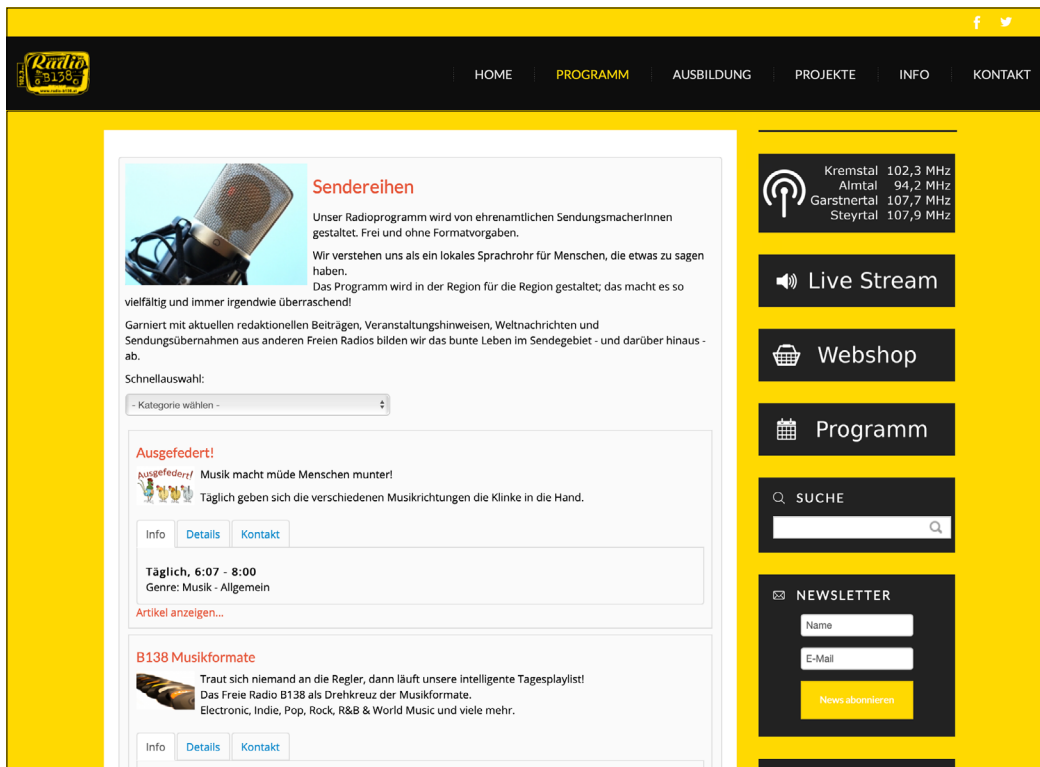 Radio
B138
102,3
www.radio-b138.at
HOME
PROGRAMM
AUSBILDUNG
PROJEKTE
INFO
KONTAKT
Sendereihen
Unser Radioprogramm wird von ehrenamtlichen SendungsmacherInnen
gestaltet. Frei und ohne Formatvorgaben.
Wir verstehen uns als ein lokales Sprachrohr für Menschen, die etwas zu sagen
haben.
Das Programm wird in der Region für die Region gestaltet; das macht es so
vielfältig und immer irgendwie überraschend!
Garniert mit aktuellen redaktionellen Beiträgen, Veranstaltungshinweisen, Weltnachrichten und
Sendungsübernahmen aus anderen Freien Radios bilden wir das bunte Leben im Sendegebiet - und darüber hinaus -
ab.
Schnellauswahl:
- Kategorie wählen -
Ausgefedert!
Ausgefedert!
Musik macht müde Menschen munter!
Täglich geben sich die verschiedenen Musikrichtungen die Klinke in die Hand.
Info
Details
Kontakt
Täglich, 6:07 - 8:00
Genre: Musik - Allgemein
Artikel anzeigen...
B138 Musikformate
Traut sich niemand an die Regler, dann läuft unsere intelligente Tagesplaylist!
Das Freie Radio B138 als Drehkreuz der Musikformate.
Electronic, Indie, Pop, Rock, R&B & World Music und viele mehr.
Info
Details
Kontakt
Kremstal 102,3 MHz
Almtal 94,2 MHz
Garstnertal 107,7 MHz
Steyrtal 107,9 MHz
Live Stream
Webshop
Programm
SUCHE
NEWSLETTER
Name
E-Mail
News abonnieren